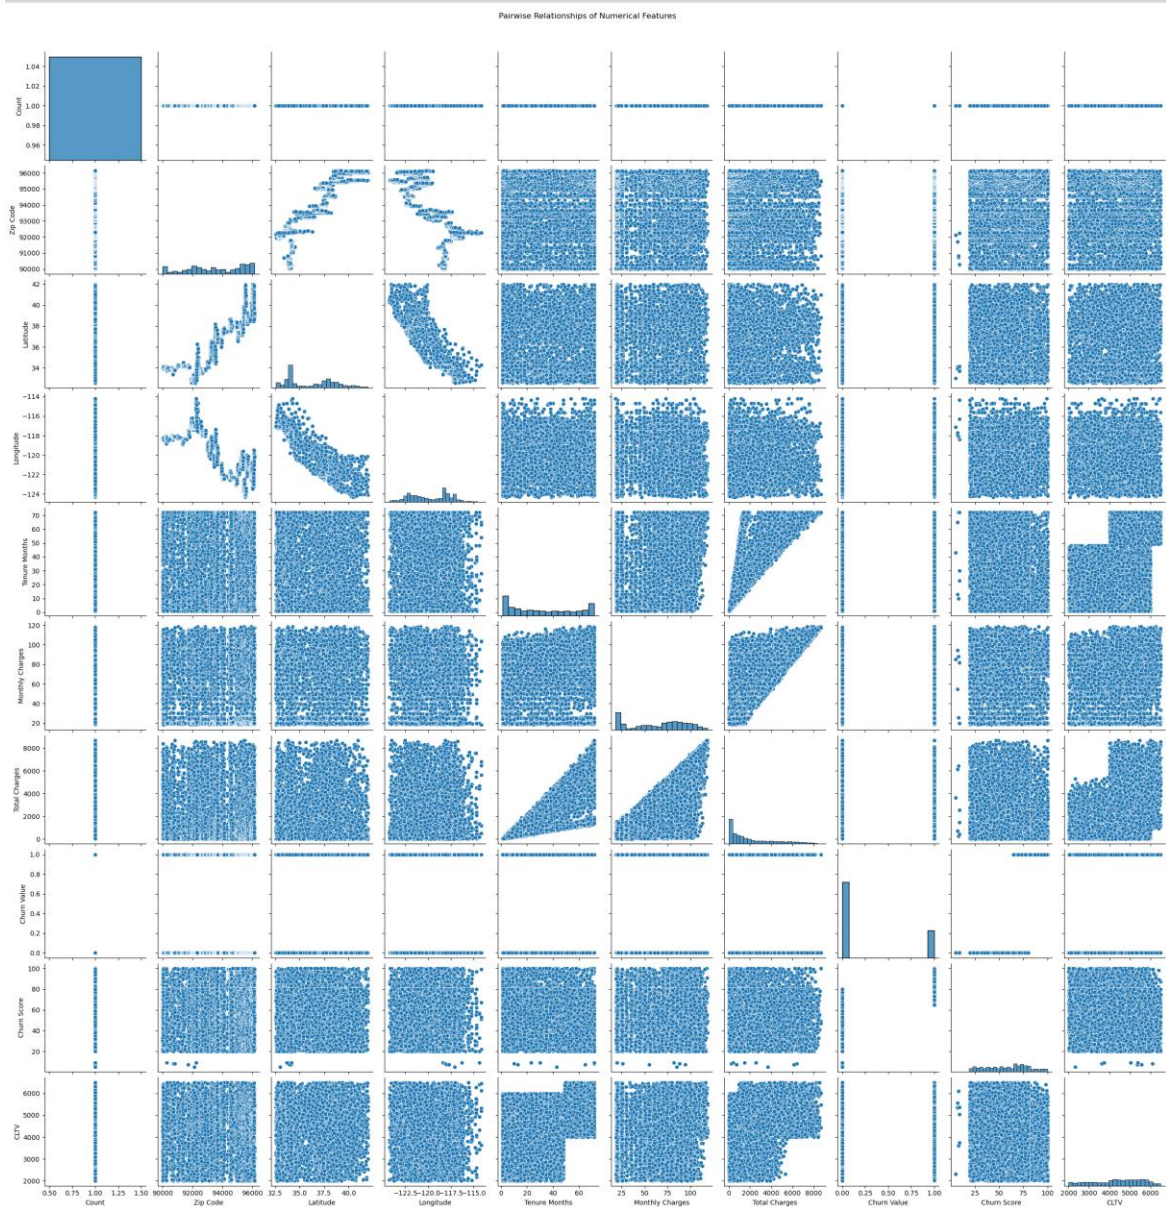 Pairwise Relationships of Numerical Features
1.04
1.02
1.00
0.98
0.96
Count
96000
95000
94000
93000
92000
91000
90000
Zip Code
42
40
38
36
34
Latitude
−114
−116
−118
−120
−122
−124
Longitude
70
60
50
40
30
20
10
0
Tenure Months
120
100
80
60
40
20
Monthly Charges
8000
6000
4000
2000
0
Total Charges
1.0
0.8
0.6
0.4
0.2
0.0
Churn Value
100
80
60
40
20
Churn Score
6000
5000
4000
3000
2000
CLTV
0.50 0.75 1.00 1.25 1.50
Count
90000 92000 94000 96000
Zip Code
32.5 35.0 37.5 40.0
Latitude
−122.5−120.0−117.5−115.0
Longitude
0 20 40 60
Tenure Months
25 50 75 100
Monthly Charges
0 2000 4000 6000 8000
Total Charges
0.00 0.25 0.50 0.75 1.00
Churn Value
0 25 50 75 100
Churn Score
2000 3000 4000 5000 6000
CLTV